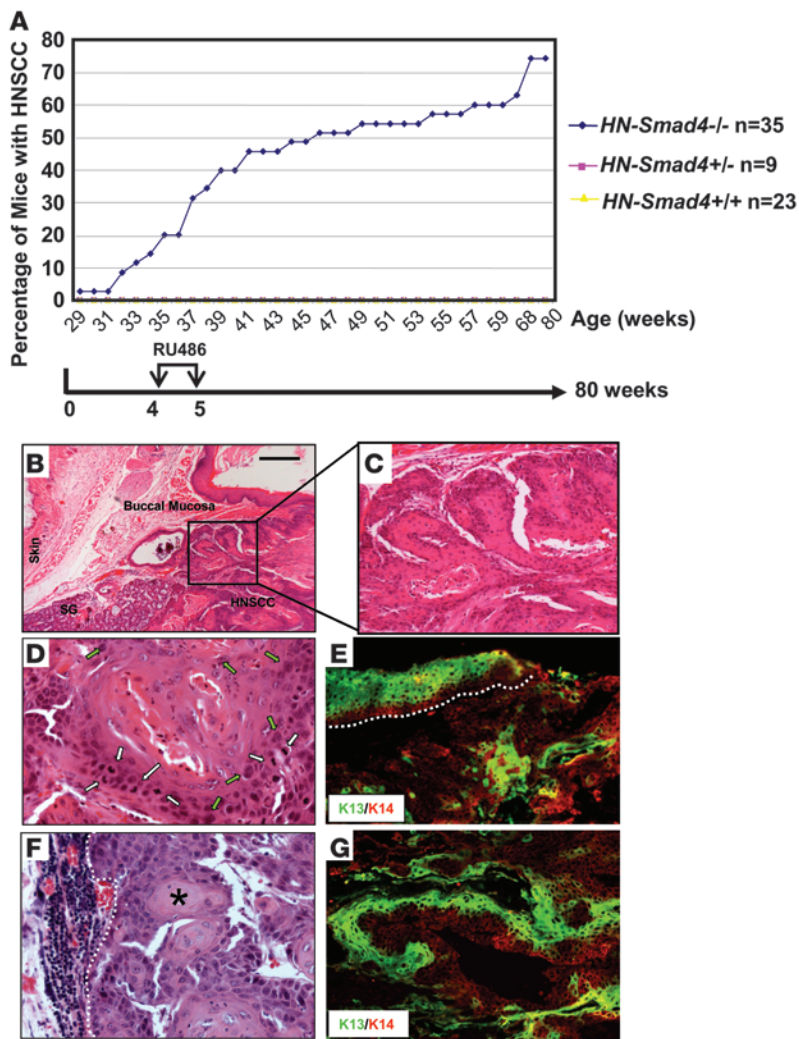 A
Percentage of Mice with HNSCC
80
70
60
50
40
30
20
10
0
29 31 33 35 37 39 41 43 45 47 49 51 53 55 57 59 68 80
Age (weeks)
HN-Smad4-/- n=35
HN-Smad4+/- n=9
HN-Smad4+/+ n=23
RU486
0 4 5 80 weeks
B
Buccal Mucosa
Skin
SG
HNSCC
C
D
E
K13/K14
F
*
G
K13/K14